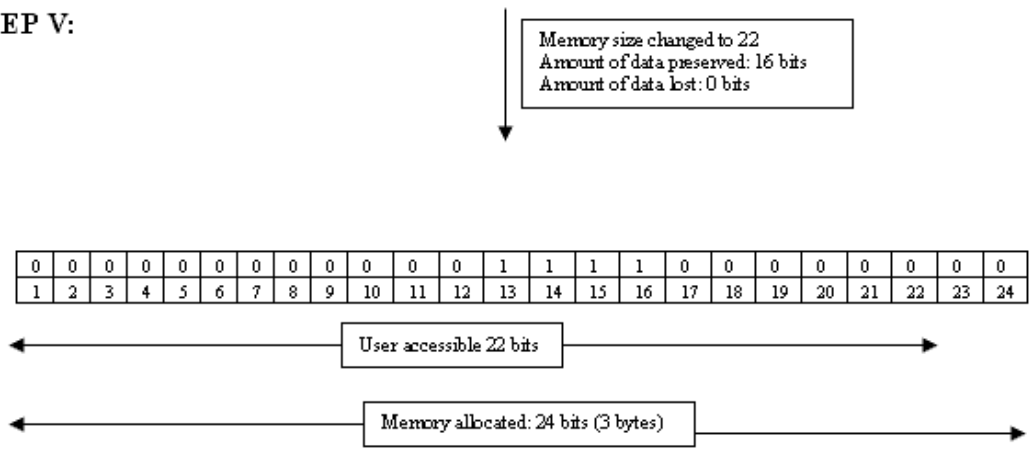 EP V:
Memory size changed to 22
Amount of data preserved: 16 bits
Amount of data lost: 0 bits
0 0 0 0 0 0 0 0 0 0 0 0 1 1 1 1 0 0 0 0 0 0 0 0
1 2 3 4 5 6 7 8 9 10 11 12 13 14 15 16 17 18 19 20 21 22 23 24
User accessible 22 bits
Memory allocated: 24 bits (3 bytes)